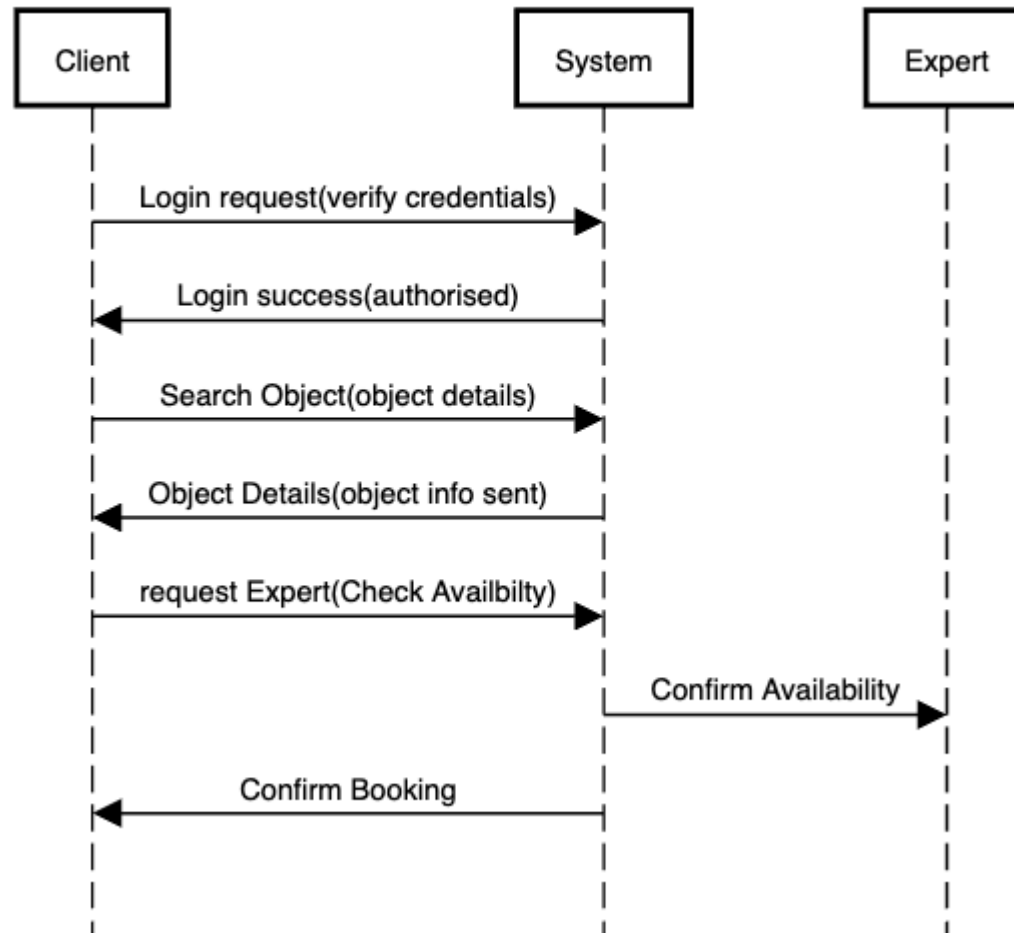 Client
System
Expert
Login request(verify credentials)
Login success(authorised)
Search Object(object details)
Object Details(object info sent)
request Expert(Check Availbilty)
Confirm Availability
Confirm Booking